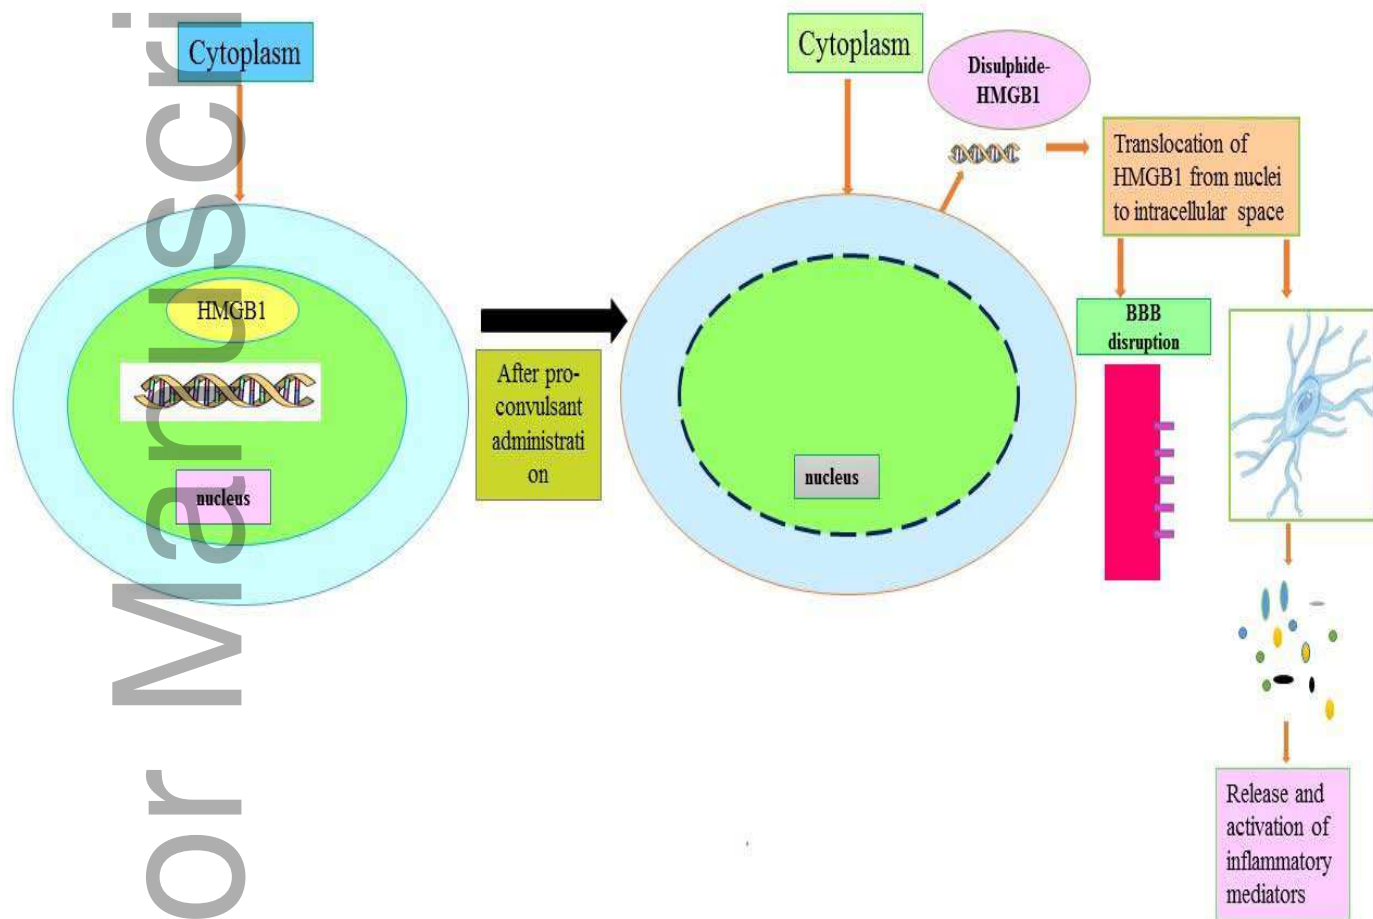 Cytoplasm
HMGB1
nucleus
After pro-
convulsant
administrati
on
Cytoplasm
nucleus
Disulphide-
HMGB1
Translocation of
HMGB1 from nuclei
to intracellular space
BBB
disruption
Release and
activation of
inflammatory
mediators
or Manuscri